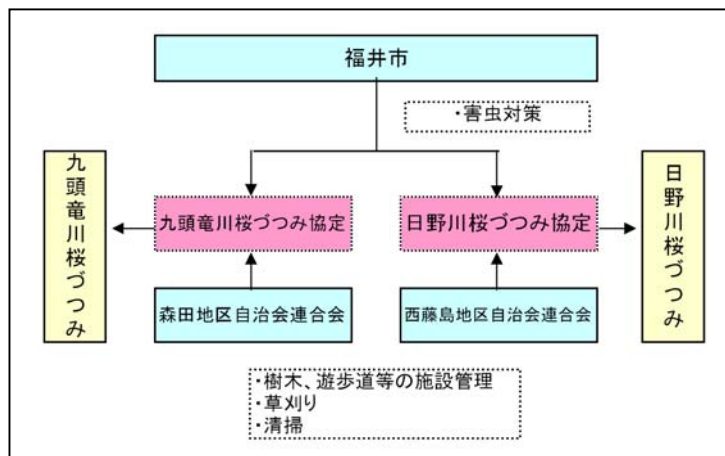 福井市
・害虫対策
九頭竜川桜づつみ
九頭竜川桜づつみ協定
日野川桜づつみ協定
日野川桜づつみ
森田地区自治会連合会
西藤島地区自治会連合会
・樹木、遊歩道等の施設管理
・草刈り
・清掃